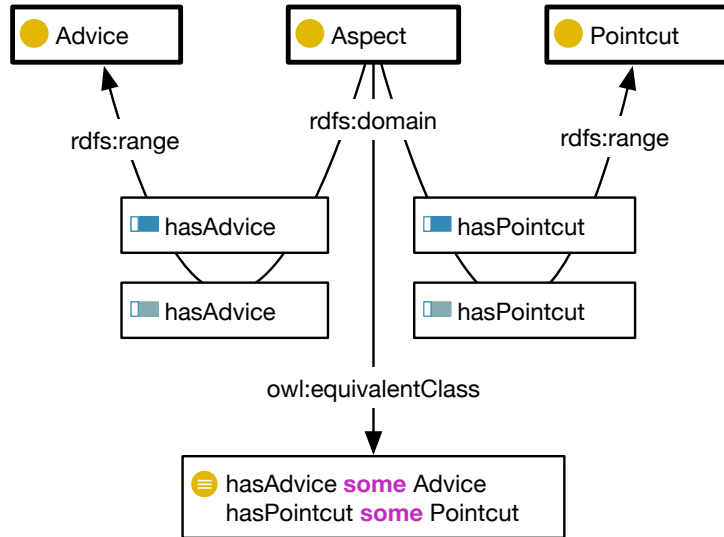 Advice
Aspect
Pointcut
rdfs:range
rdfs:domain
rdfs:range
hasAdvice
hasPointcut
hasAdvice
hasPointcut
owl:equivalentClass
hasAdvice some Advice
hasPointcut some Pointcut